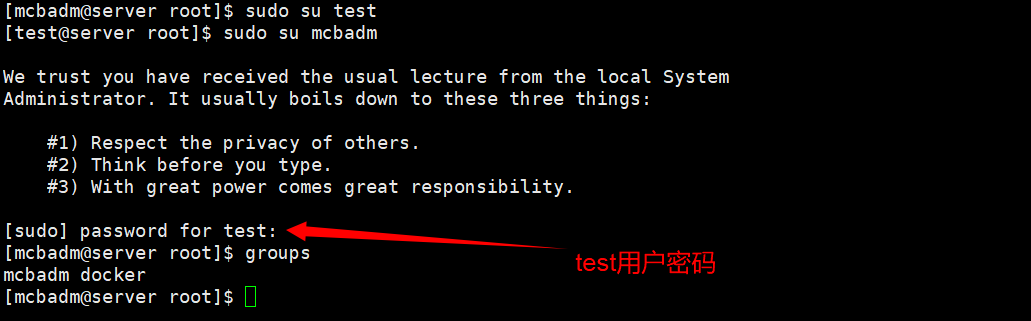 [mcbadm@server root]$ sudo su test
[test@server root]$ sudo su mcbadm
We trust you have received the usual lecture from the local System
Administrator. It usually boils down to these three things:
#1) Respect the privacy of others.
#2) Think before you type.
#3) With great power comes great responsibility.
[sudo] password for test:
test用户密码
[mcbadm@server root]$ groups
mcbadm docker
[mcbadm@server root]$